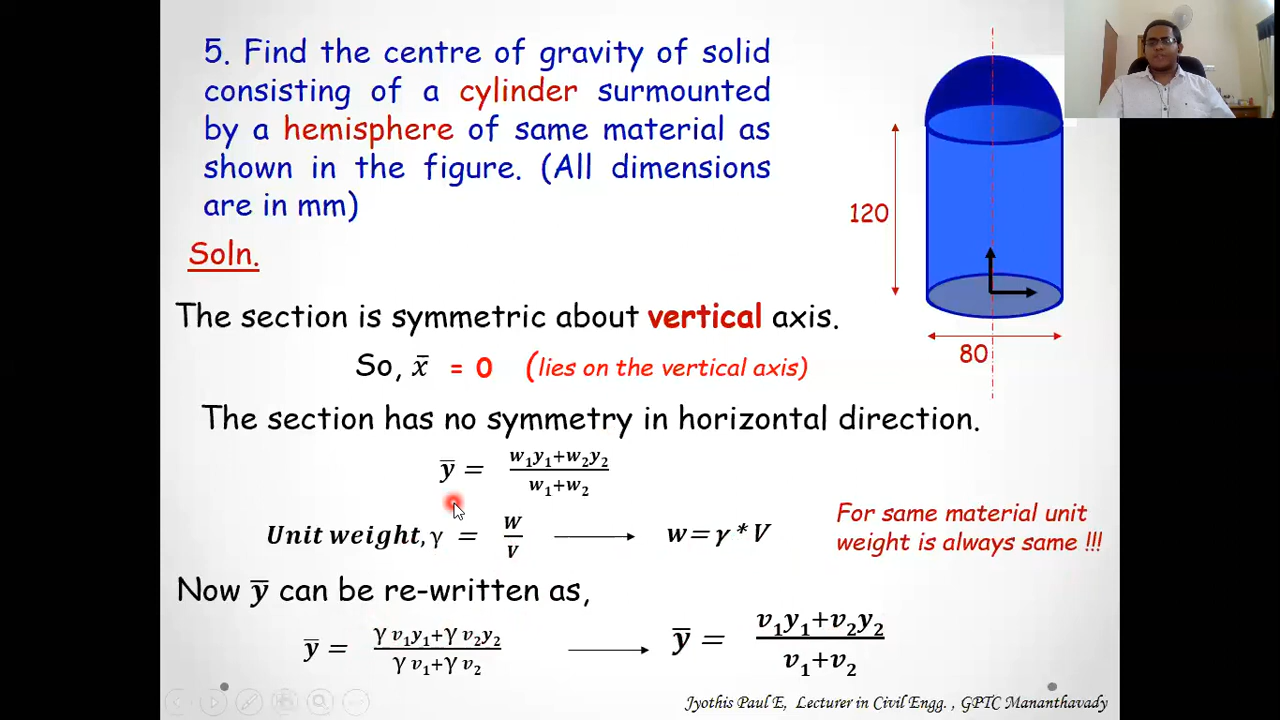 5. Find the centre of gravity of solid
consisting of a cylinder surmounted
by a hemisphere of same material as
shown in the figure. (All dimensions
are in mm)
120
80
Soln.
The section is symmetric about vertical axis.
So, x̄ = 0 (lies on the vertical axis)
The section has no symmetry in horizontal direction.
ȳ = (w₁y₁+w₂y₂)/(w₁+w₂)
Unit weight, γ = W/V → w = γ * V
For same material unit
weight is always same !!!
Now ȳ can be re-written as,
ȳ = (γ v₁y₁+γ v₂y₂)/(γ v₁+γ v₂) → ȳ = (v₁y₁+v₂y₂)/(v₁+v₂)
Jyothis Paul E, Lecturer in Civil Engg. , GPTC Mananthavady